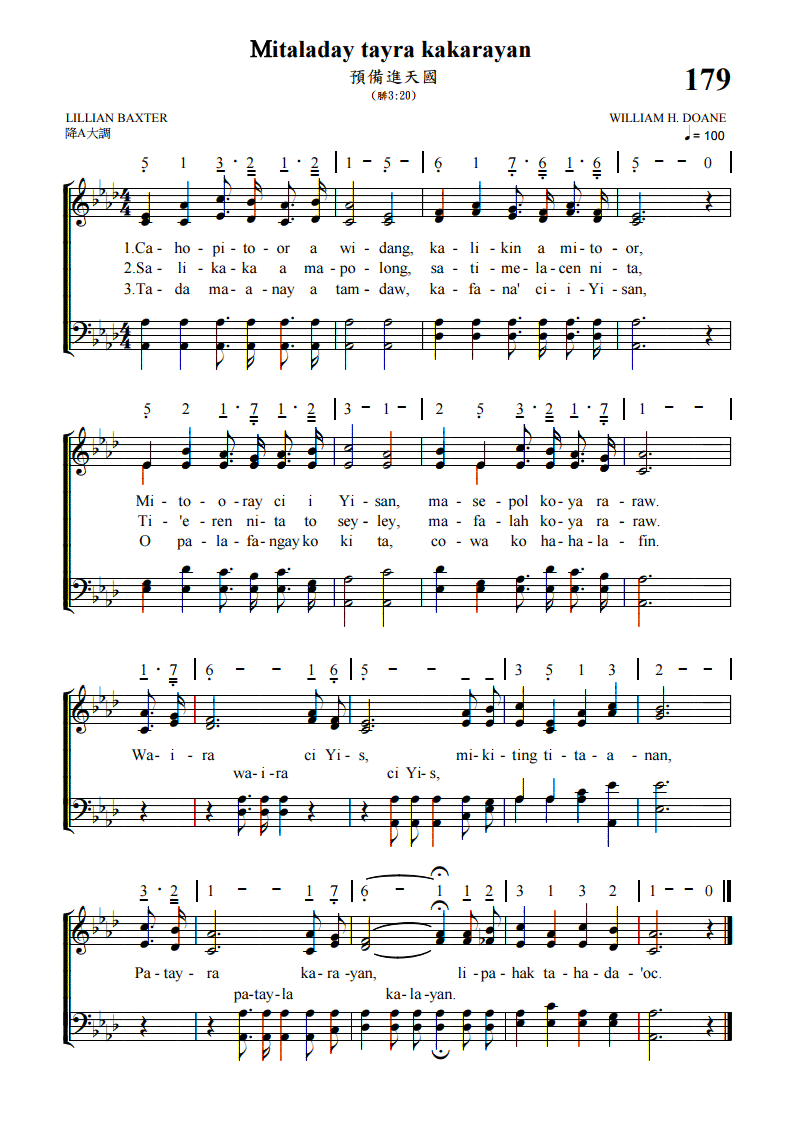 Mitaladay tayra kakarayan
預備進天國
(腓3:20)
179
LILLIAN BAXTER
WILLIAM H. DOANE
降A大調
♩= 100
5 1 3 · 2 1 · 2 | 1 - 5 - | 6 1 7 · 6 1 · 6 | 5 - - 0 |
1.Ca- ho - pi - to - or a wi - dang, ka - li - kin a mi - to - or,
2.Sa - li - ka - ka a ma - po - long, sa - ti - me - la - cen ni - ta,
3.Ta - da ma - a - nay a tam - daw, ka - fa - na' ci - i - Yi - san,
5 2 1 · 7 1 · 2 | 3 - 1 - | 2 5 3 · 2 1 · 7 | 1 - -
Mi - to - o - ray ci i Yi - san, ma - se - pol ko - ya ra - raw.
Ti - 'e - ren ni - ta to sey - ley, ma - fa - lah ko - ya ra - raw.
O pa - la - fa - ngay ko ki ta, co - wa ko ha - ha - la - fin.
1 · 7 | 6 - - 1 6 | 5 - - _ _ | 3 5 1 3 | 2 - - |
Wa - i - ra ci Yi - s, mi - ki - ting ti - ta - a - nan,
wa - i - ra ci Yi - s,
3 · 2 | 1 - - 1 7 | 6 - 1 1 2 | 3 1 3 2 | 1 - - 0
Pa - tay - ra ka - ra - yan, li - pa - hak ta - ha - da - 'oc.
pa - tay - la ka - la - yan.